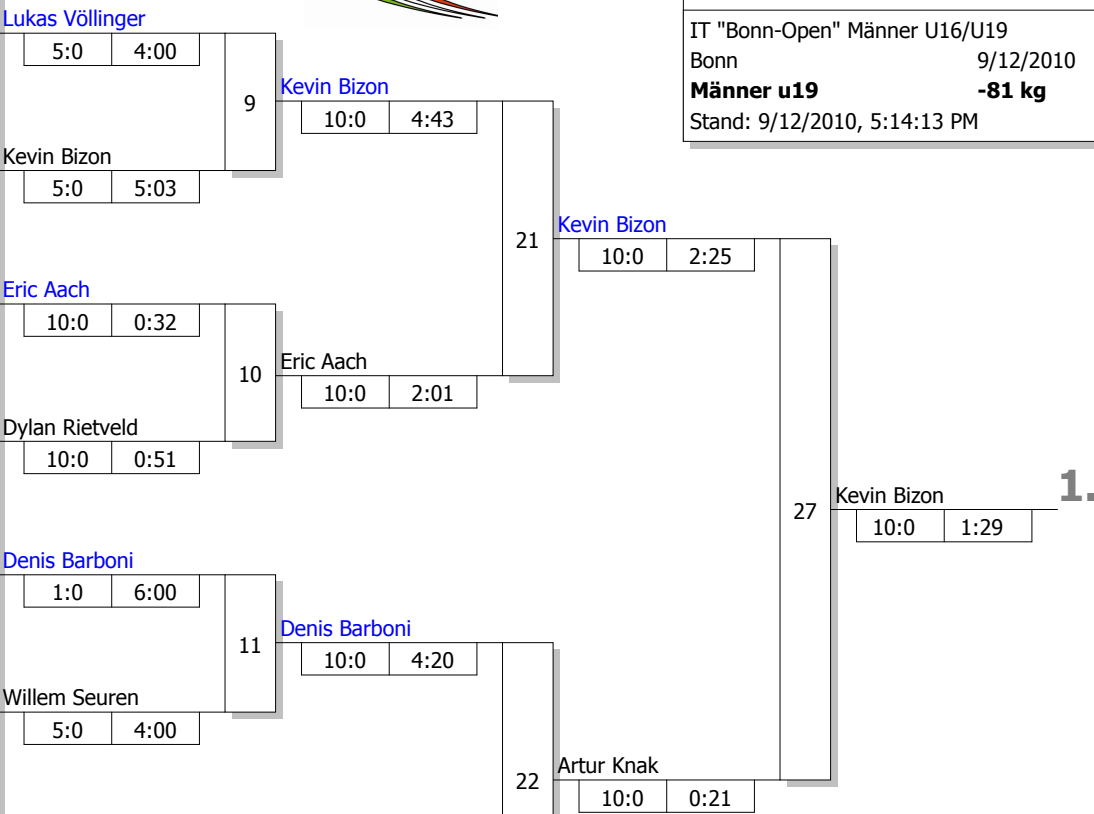 Lukas Völlinger
5:0 4:00
9
Kevin Bizon
10:0 4:43
Kevin Bizon
5:0 5:03
IT "Bonn-Open" Männer U16/U19
Bonn 9/12/2010
Männer u19 -81 kg
Stand: 9/12/2010, 5:14:13 PM
21
Kevin Bizon
10:0 2:25
Eric Aach
10:0 0:32
10
Eric Aach
10:0 2:01
Dylan Rietveld
10:0 0:51
27
Kevin Bizon 1.
10:0 1:29
Denis Barboni
1:0 6:00
11
Denis Barboni
10:0 4:20
Willem Seuren
5:0 4:00
22
Artur Knak
10:0 0:21